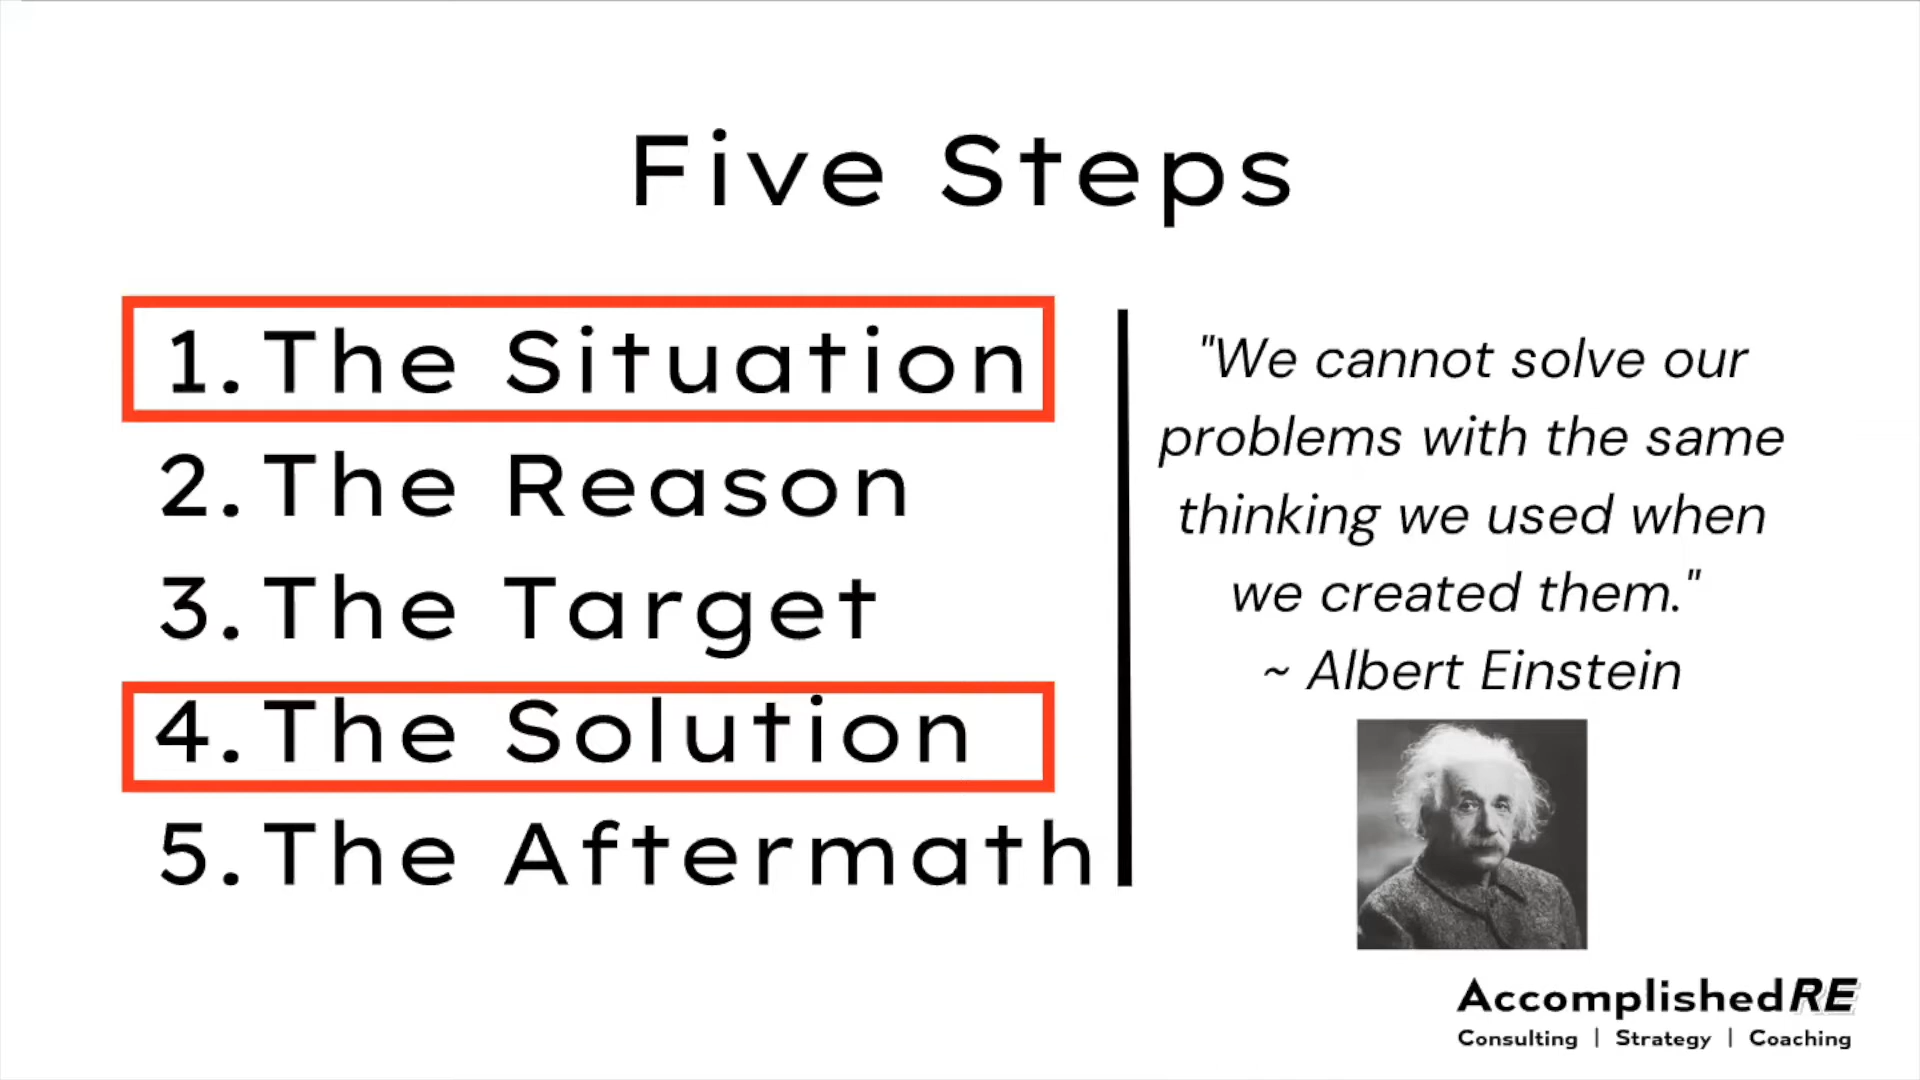 Five Steps
1. The Situation
2. The Reason
3. The Target
4. The Solution
5. The Aftermath
"We cannot solve our
problems with the same
thinking we used when
we created them."
~ Albert Einstein
AccomplishedRE
Consulting | Strategy | Coaching